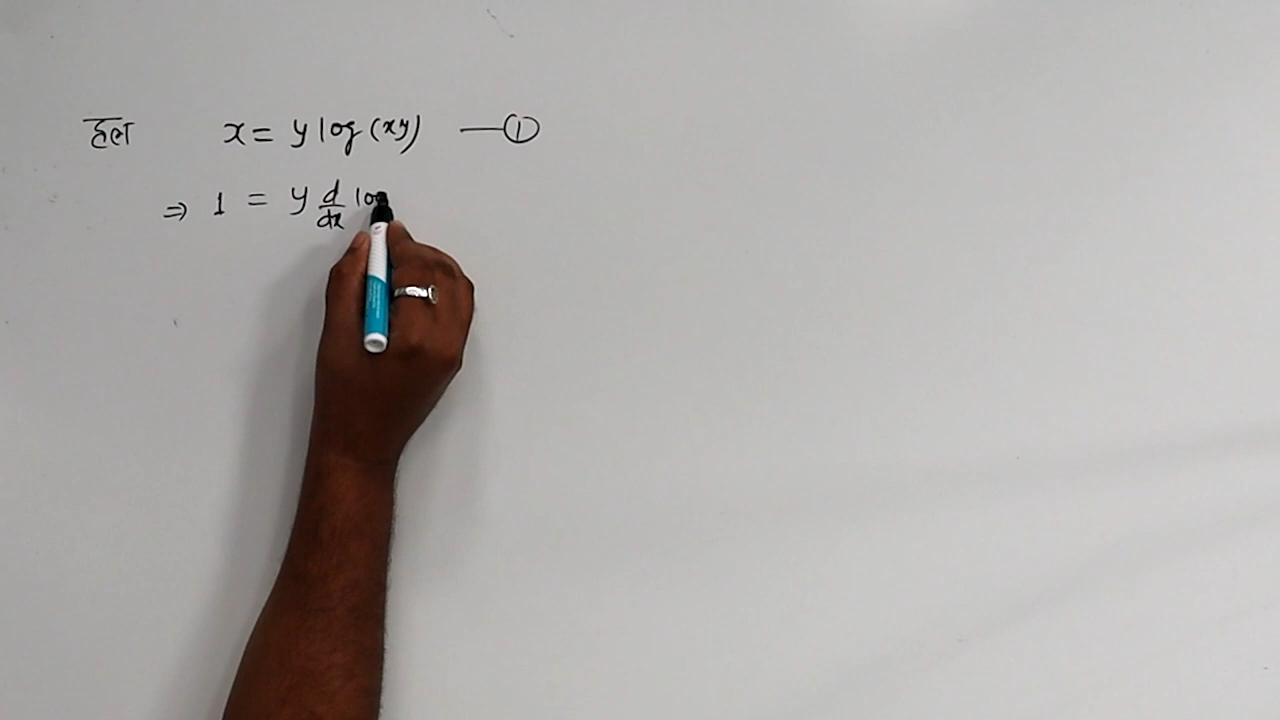 हल x = y log (xy) —①
⇒ 1 = y d/dx log